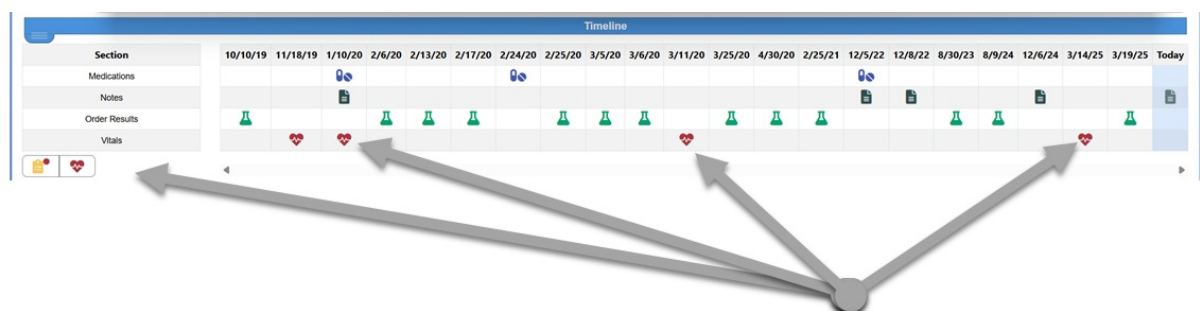 Timeline
Section 10/10/19 11/18/19 1/10/20 2/6/20 2/13/20 2/17/20 2/24/20 2/25/20 3/5/20 3/6/20 3/11/20 3/25/20 4/30/20 2/25/21 12/5/22 12/8/22 8/30/23 8/9/24 12/6/24 3/14/25 3/19/25 Today
Medications
Notes
Order Results
Vitals